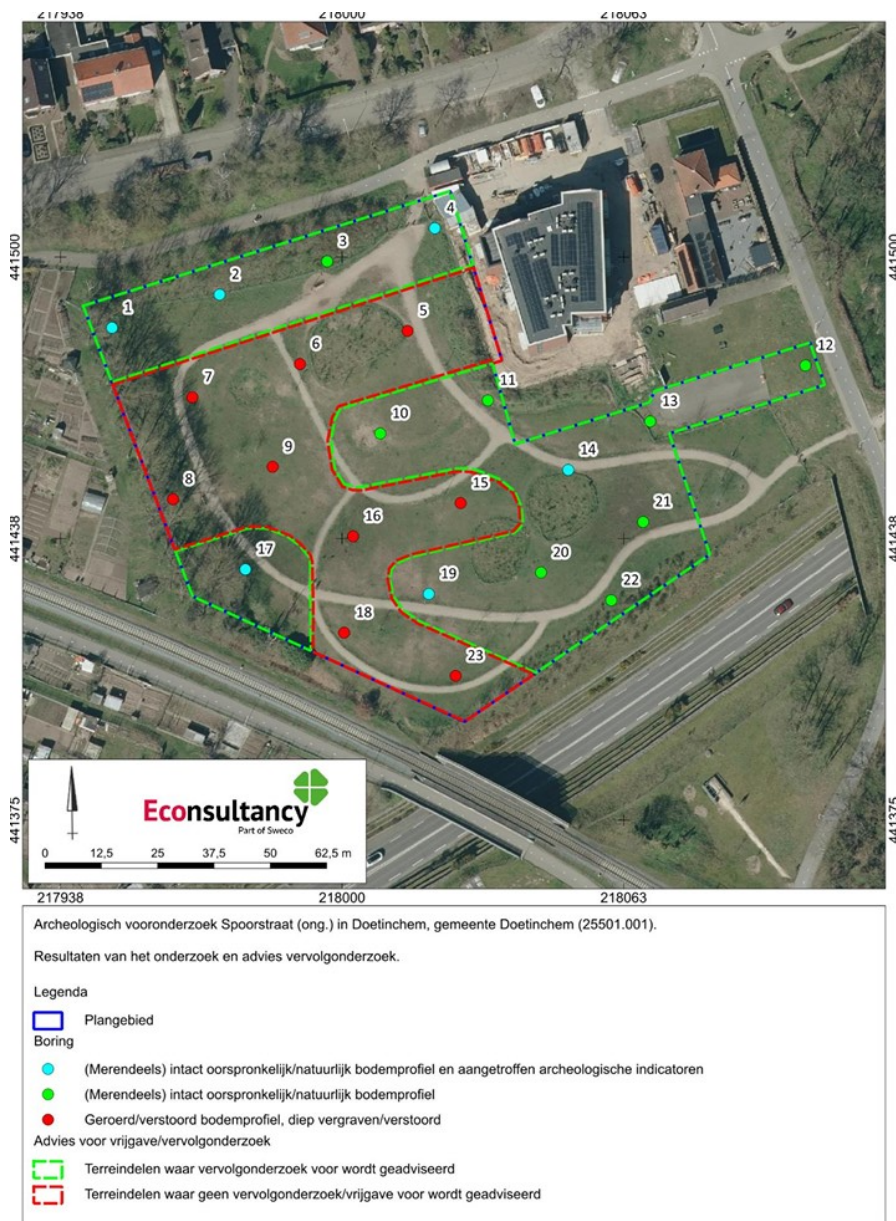 217938 218000 218063
441500
441500
441438
441438
441375
441375
1
2
3
4
5
6
7
8
9
10
11
12
13
14
15
16
17
18
19
20
21
22
23
Econsultancy
Part of Sweco
0 12,5 25 37,5 50 62,5 m
217938 218000 218063
Archeologisch vooronderzoek Spoorstraat (ong.) in Doetinchem, gemeente Doetinchem (25501.001).
Resultaten van het onderzoek en advies vervolgonderzoek.
Legenda
Plangebied
Boring
(Merendeels) intact oorspronkelijk/natuurlijk bodemprofiel en aangetroffen archeologische indicatoren
(Merendeels) intact oorspronkelijk/natuurlijk bodemprofiel
Geroerd/verstoord bodemprofiel, diep vergraven/verstoord
Advies voor vrijgave/vervolgonderzoek
Terreindelen waar vervolgonderzoek voor wordt geadviseerd
Terreindelen waar geen vervolgonderzoek/vrijgave voor wordt geadviseerd